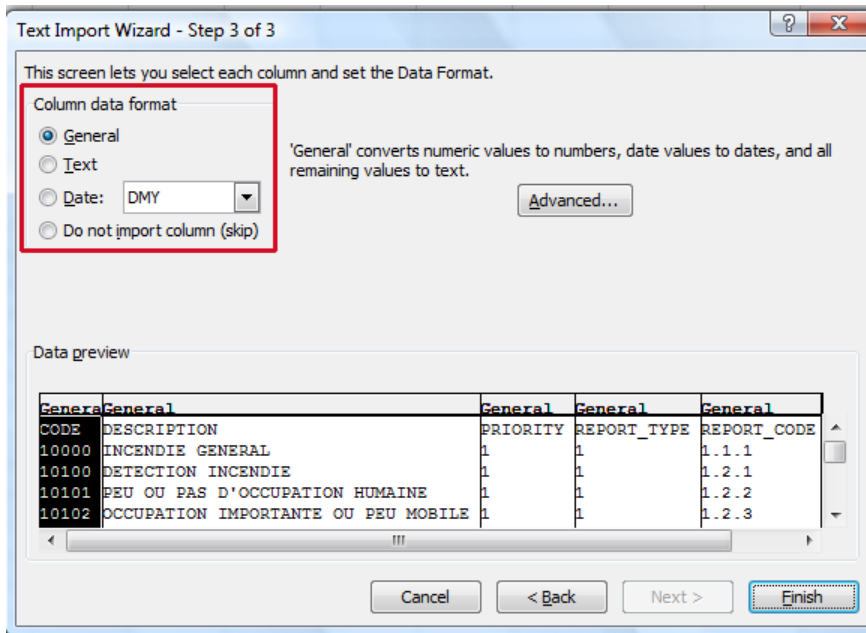 Text Import Wizard - Step 3 of 3
This screen lets you select each column and set the Data Format.
Column data format
General
Text
Date: DMY
Do not import column (skip)
'General' converts numeric values to numbers, date values to dates, and all
remaining values to text.
Advanced...
Data preview
Genera General General General General
CODE DESCRIPTION PRIORITY REPORT_TYPE REPORT_CODE
10000 INCENDIE GENERAL 1 1 1.1.1
10100 DETECTION INCENDIE 1 1 1.2.1
10101 PEU OU PAS D'OCCUPATION HUMAINE 1 1 1.2.2
10102 OCCUPATION IMPORTANTE OU PEU MOBILE 1 1 1.2.3
Cancel < Back Next > Finish